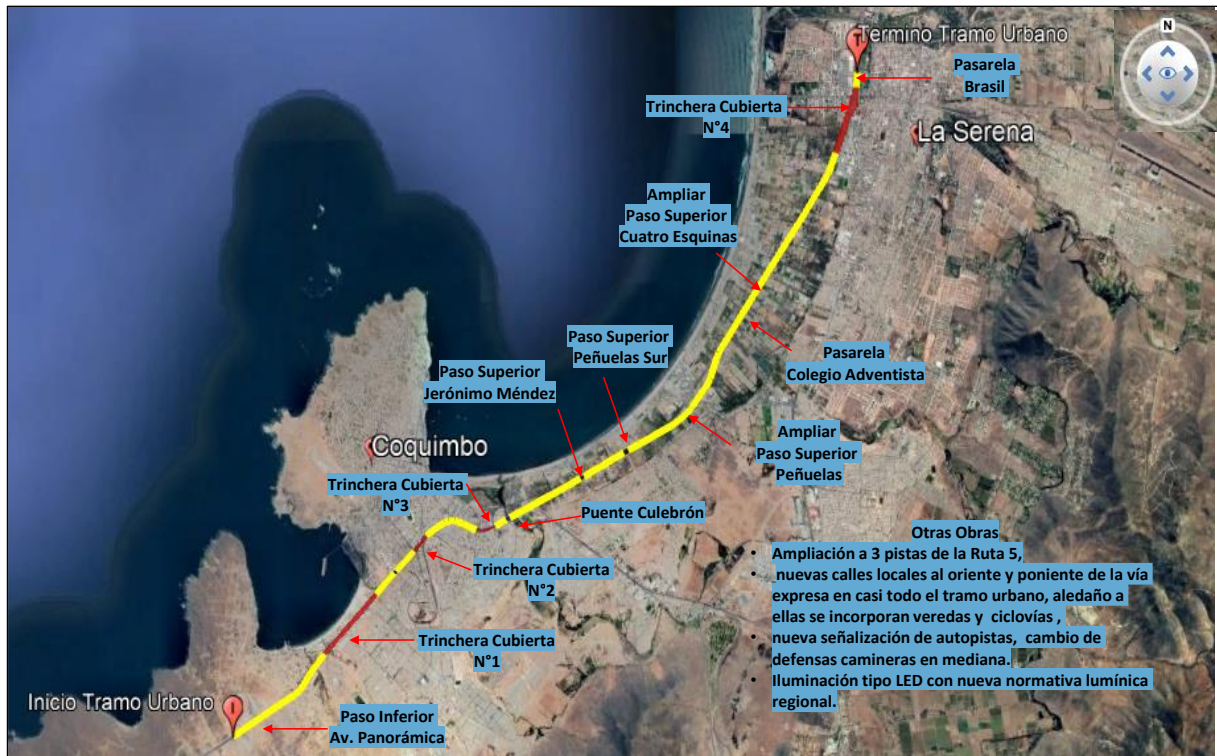 N
Termino Tramo Urbano
T
Pasarela
Brasil
Trinchera Cubierta
N°4
La Serena
Ampliar
Paso Superior
Cuatro Esquinas
Paso Superior
Peñuelas Sur
Pasarela
Colegio Adventista
Paso Superior
Jerónimo Méndez
Ampliar
Paso Superior
Peñuelas
Coquimbo
Trinchera Cubierta
N°3
Puente Culebrón
Trinchera Cubierta
N°2
Trinchera Cubierta
N°1
Inicio Tramo Urbano
I
Paso Inferior
Av. Panorámica
Otras Obras
• Ampliación a 3 pistas de la Ruta 5,
• nuevas calles locales al oriente y poniente de la vía
expresa en casi todo el tramo urbano, aledaño a
ellas se incorporan veredas y ciclovías ,
• nueva señalización de autopistas, cambio de
defensas camineras en mediana.
• Iluminación tipo LED con nueva normativa lumínica
regional.